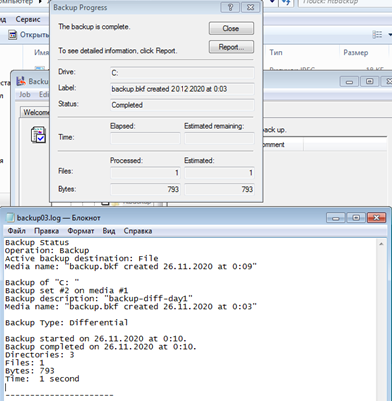 Backup Progress
мпьютер
Поиск: msbackup
Сервис
The backup is complete.
Close
Открыть
To see detailed information, click Report.
Report...
Имя
Тип
Размер
Drive:
C:
Label:
backup.bkf created 2012 2020 at 0:03
Status:
Completed
Backu
Job
Edi
Elapsed:
Estimated remaining:
Welcome
Time:
ack up.
omment
Processed:
Estimated:
Files:
1
1
Bytes:
793
793
backup03.log — Блокнот
Файл Правка Формат Вид Справка
Backup Status
Operation: Backup
Active backup destination: File
Media name: "backup.bkf created 26.11.2020 at 0:09"
Backup of "C: "
Backup set #2 on media #1
Backup description: "backup-diff-day1"
Media name: "backup.bkf created 26.11.2020 at 0:03"
Backup Type: Differential
Backup started on 26.11.2020 at 0:10.
Backup completed on 26.11.2020 at 0:10.
Directories: 3
Files: 1
Bytes: 793
Time: 1 second
----------------------